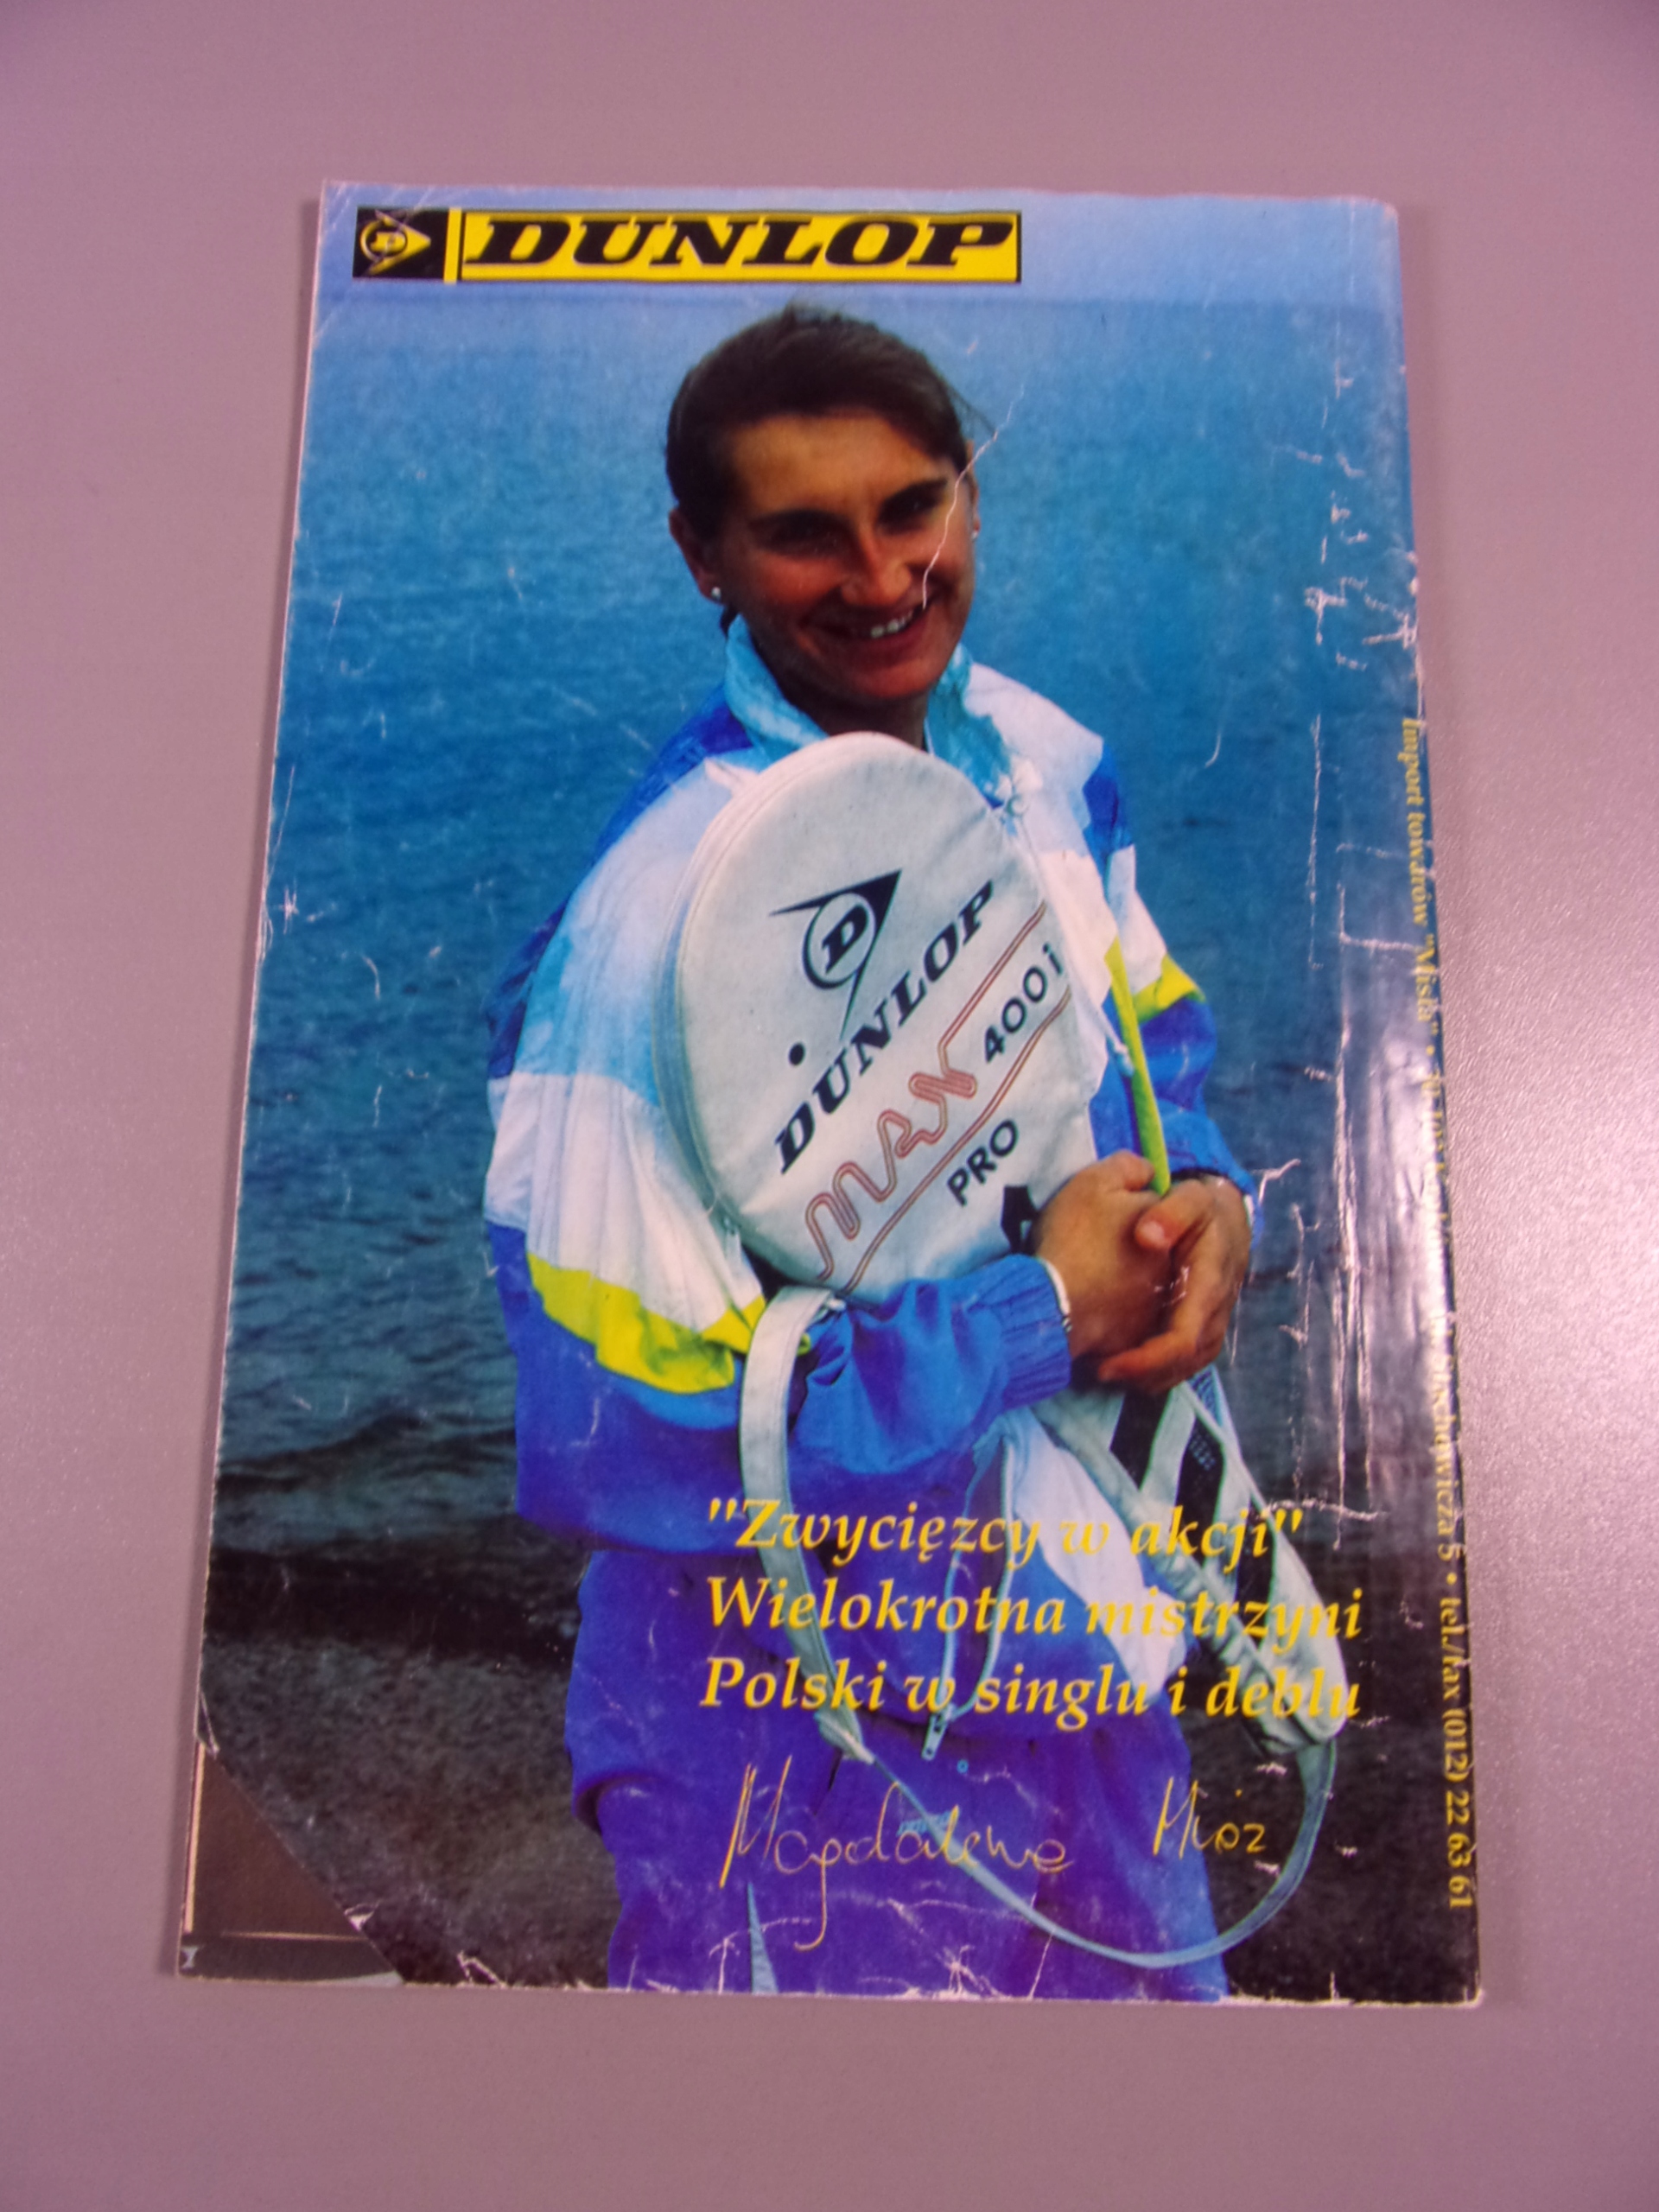 DUNLOP
D
DUNLOP
MAX 400i
PRO
"Zwycięzcy w akcji"
Wielokrotna mistrzyni
Polski w singlu i deblu
Magdalena Mróz
Import towarów "Visla" • 5 • tel./fax (012) 22 63 61